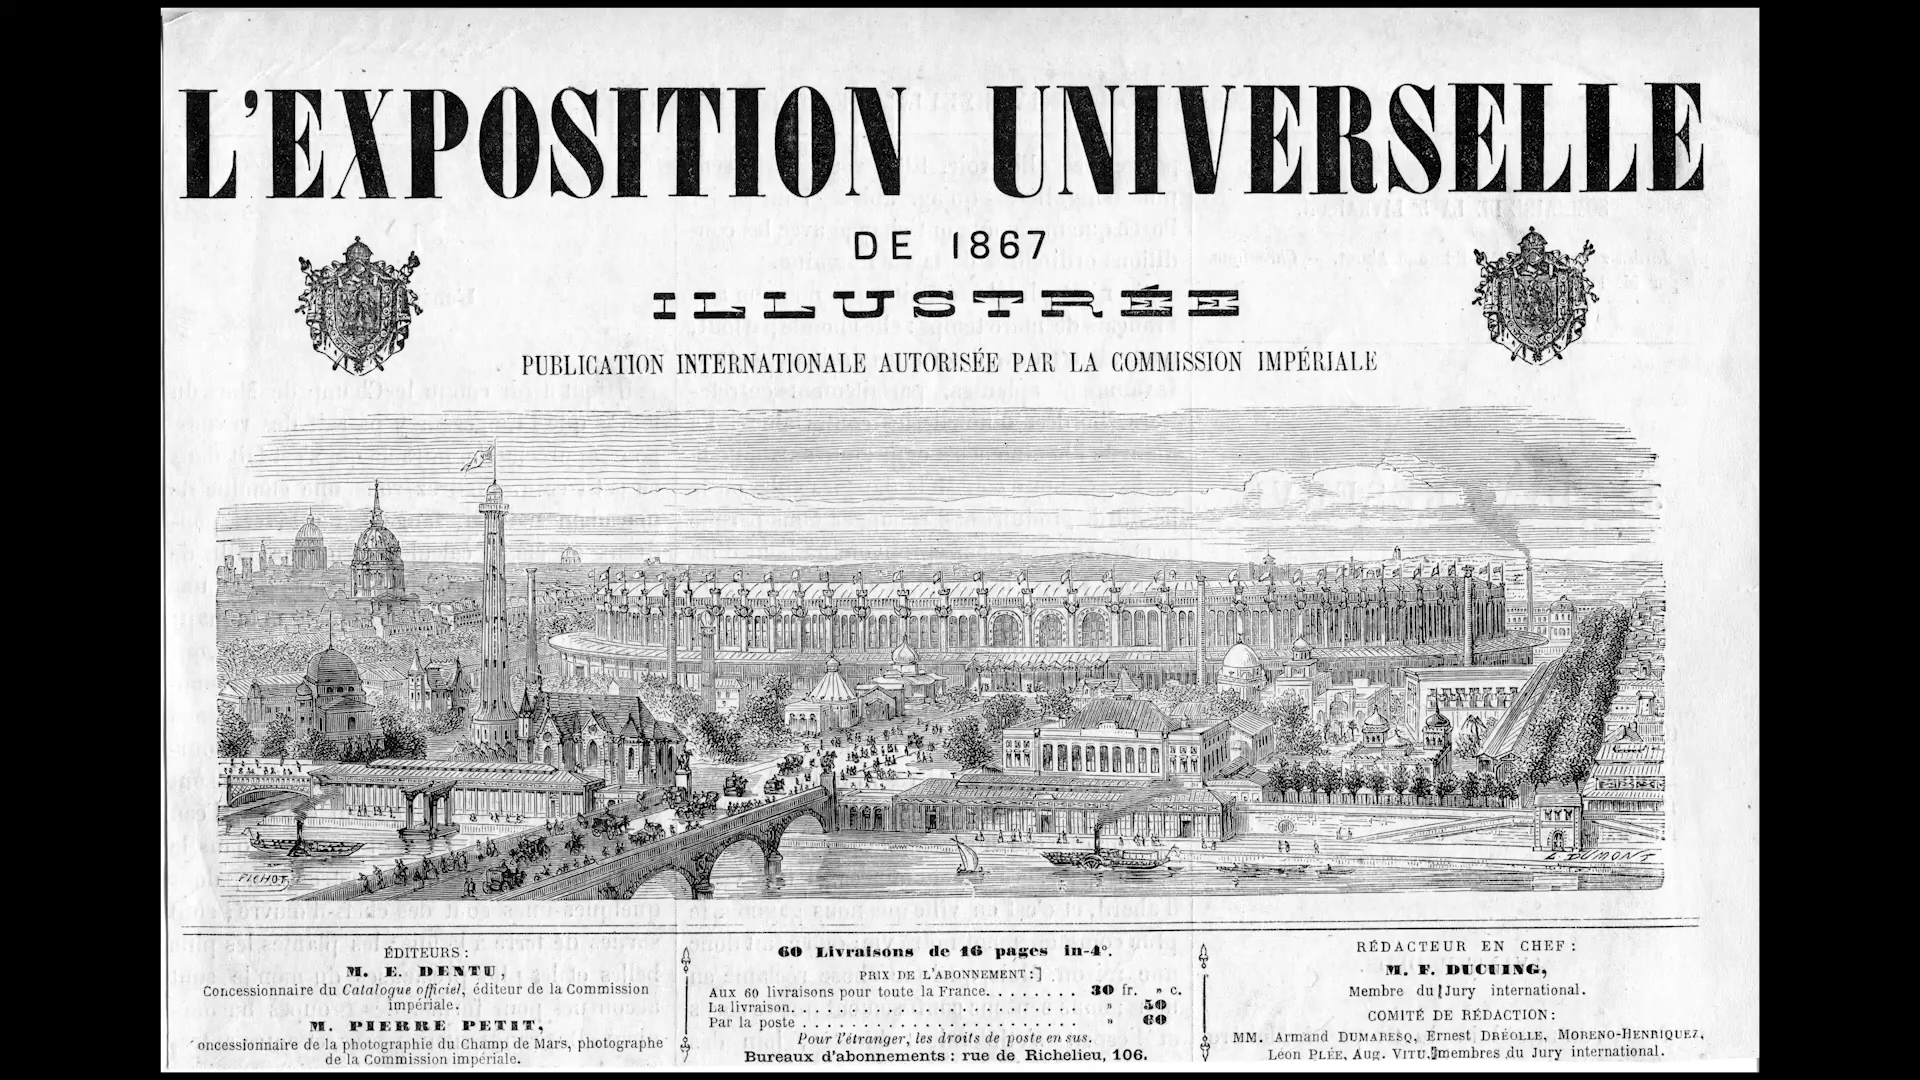 L'EXPOSITION UNIVERSELLE
DE 1867
ILLUSTRÉE
PUBLICATION INTERNATIONALE AUTORISÉE PAR LA COMMISSION IMPÉRIALE
PICHOT
L. DUMONT
ÉDITEURS :
M. E. DENTU,
Concessionnaire du Catalogue officiel, éditeur de la Commission
impériale.
M. PIERRE PETIT,
oncessionnaire de la photographie du Champ de Mars, photographe
de la Commission impériale.
60 Livraisons de 16 pages in-4°.
PRIX DE L'ABONNEMENT :
Aux 60 livraisons pour toute la France. . . . . . . . 30 fr. » c.
La livraison. . . . . . . . . . . . . . . . . . . . » 50
Par la poste . . . . . . . . . . . . . . . . . . . » 60
Pour l'étranger, les droits de poste en sus.
Bureaux d'abonnements : rue de Richelieu, 106.
RÉDACTEUR EN CHEF :
M. F. DUCUING,
Membre du Jury international.
COMITÉ DE RÉDACTION :
MM. Armand DUMARESQ, Ernest DRÉOLLE, MORENO-HENRIQUEZ,
Léon PLÉE, Aug. VITU, membres du Jury international.